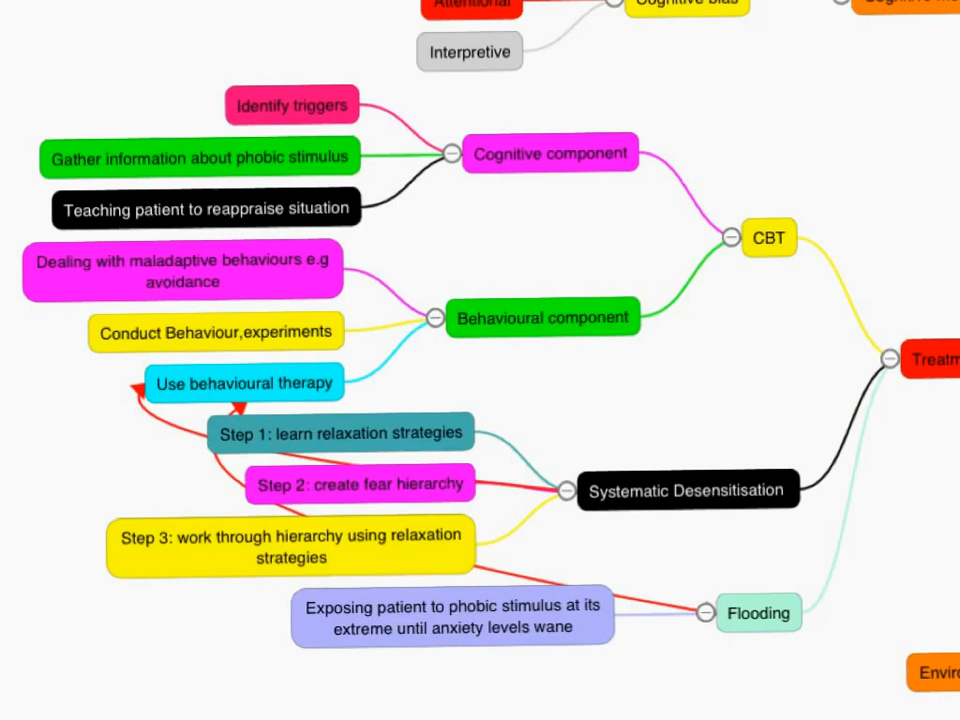 Attentional
Cognitive bias
Interpretive
Identify triggers
Gather information about phobic stimulus
Teaching patient to reappraise situation
Cognitive component
CBT
Dealing with maladaptive behaviours e.g
avoidance
Conduct Behaviour,experiments
Use behavioural therapy
Behavioural component
Step 1: learn relaxation strategies
Step 2: create fear hierarchy
Step 3: work through hierarchy using relaxation
strategies
Systematic Desensitisation
Exposing patient to phobic stimulus at its
extreme until anxiety levels wane
Flooding